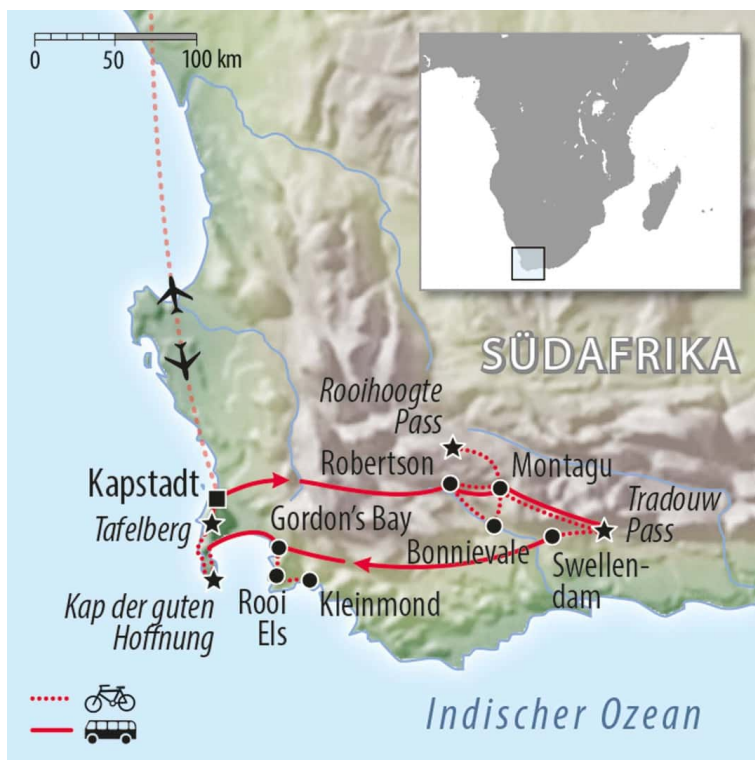 0 50 100 km
SÜDAFRIKA
Rooihoogte
Pass
Robertson
Montagu
Kapstadt
Tradouw
Pass
Tafelberg
Gordon's Bay
Bonnievale
Swellen-
dam
Kap der guten
Hoffnung
Rooi
Els
Kleinmond
Indischer Ozean